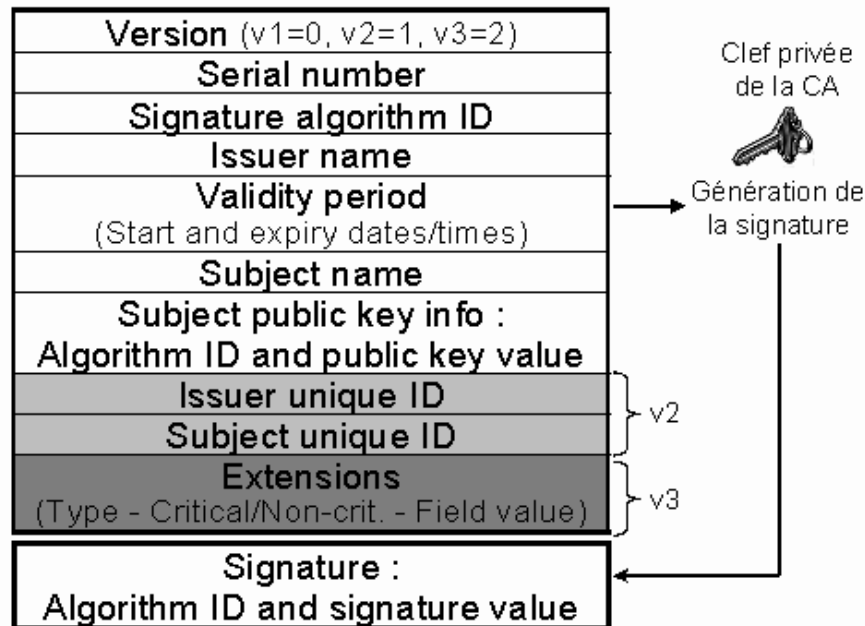 Version (v1=0, v2=1, v3=2)
Serial number
Signature algorithm ID
Issuer name
Validity period
(Start and expiry dates/times)
Subject name
Subject public key info :
Algorithm ID and public key value
Issuer unique ID
Subject unique ID
v2
Extensions
(Type - Critical/Non-crit. - Field value)
v3
Signature :
Algorithm ID and signature value
Clef privée
de la CA
Génération de
la signature